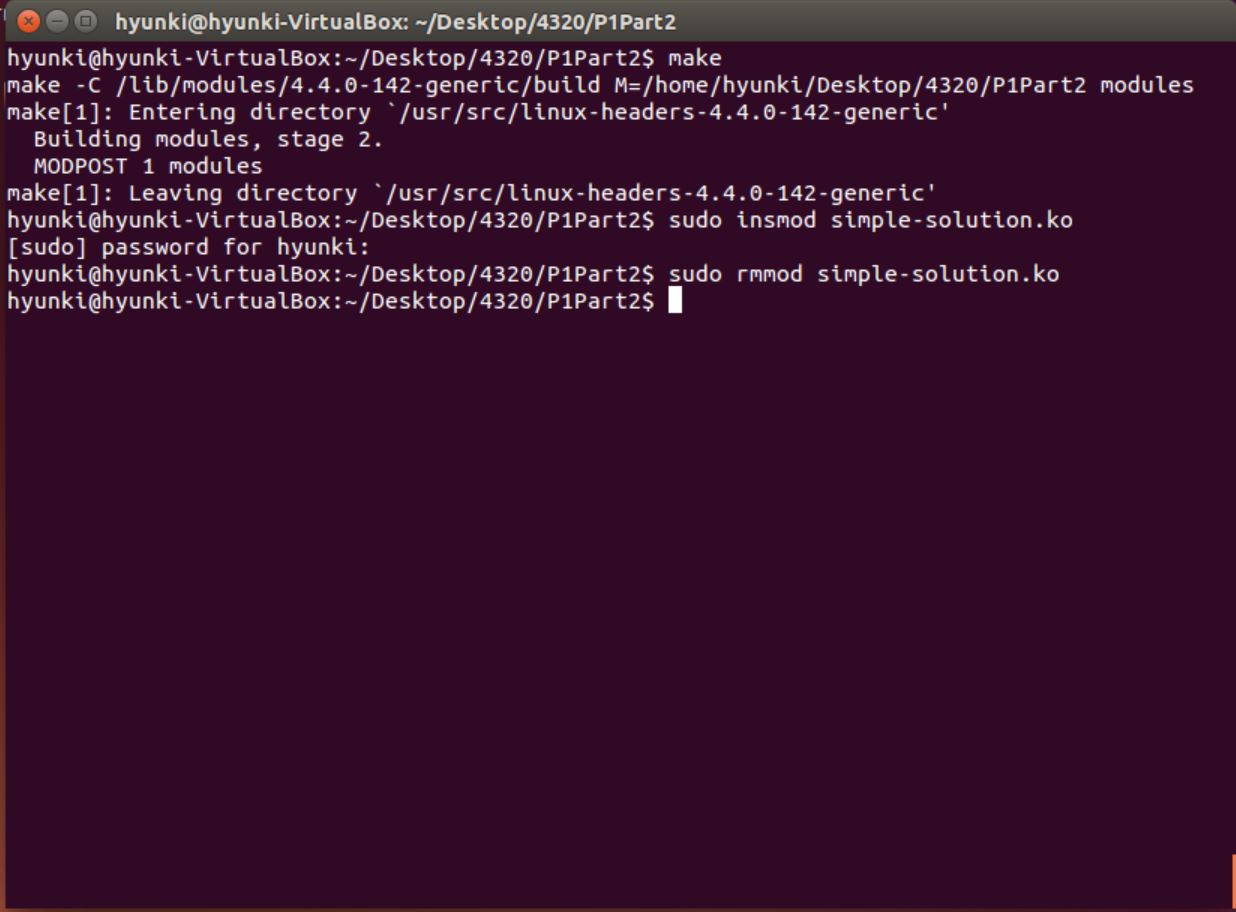 hyunki@hyunki-VirtualBox: ~/Desktop/4320/P1Part2
hyunki@hyunki-VirtualBox:~/Desktop/4320/P1Part2$ make
make -C /lib/modules/4.4.0-142-generic/build M=/home/hyunki/Desktop/4320/P1Part2 modules
make[1]: Entering directory `/usr/src/linux-headers-4.4.0-142-generic'
  Building modules, stage 2.
  MODPOST 1 modules
make[1]: Leaving directory `/usr/src/linux-headers-4.4.0-142-generic'
hyunki@hyunki-VirtualBox:~/Desktop/4320/P1Part2$ sudo insmod simple-solution.ko
[sudo] password for hyunki:
hyunki@hyunki-VirtualBox:~/Desktop/4320/P1Part2$ sudo rmmod simple-solution.ko
hyunki@hyunki-VirtualBox:~/Desktop/4320/P1Part2$